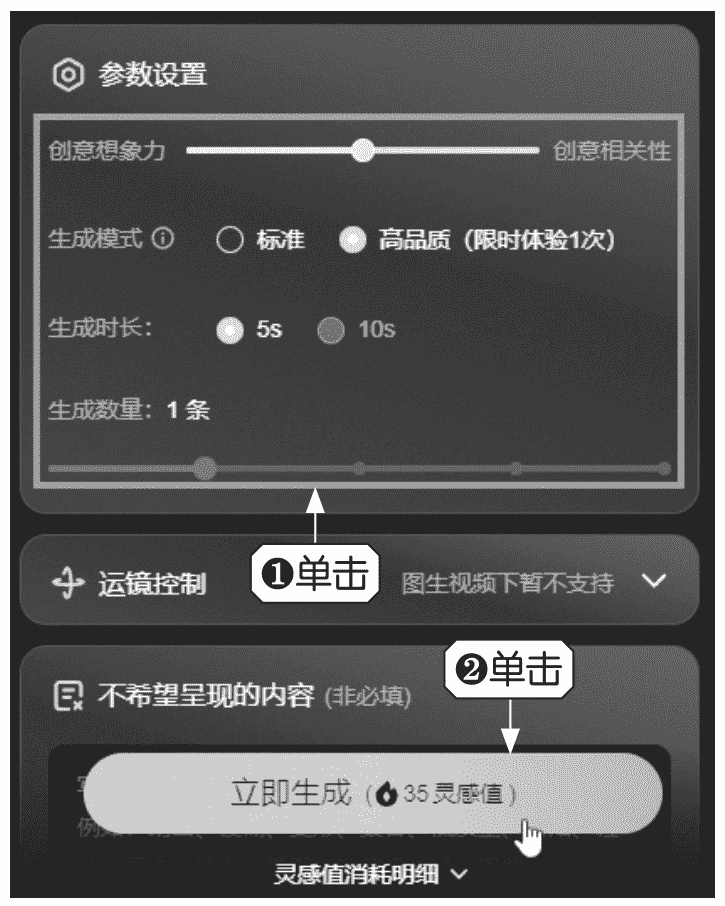 参数设置
创意想象力 创意相关性
生成模式 标准 高品质（限时体验1次）
生成时长： 5s 10s
生成数量： 1 条
❶单击
运镜控制 图生视频下暂不支持
❷单击
不希望呈现的内容 (非必填)
立即生成 ( 35 灵感值 )
灵感值消耗明细